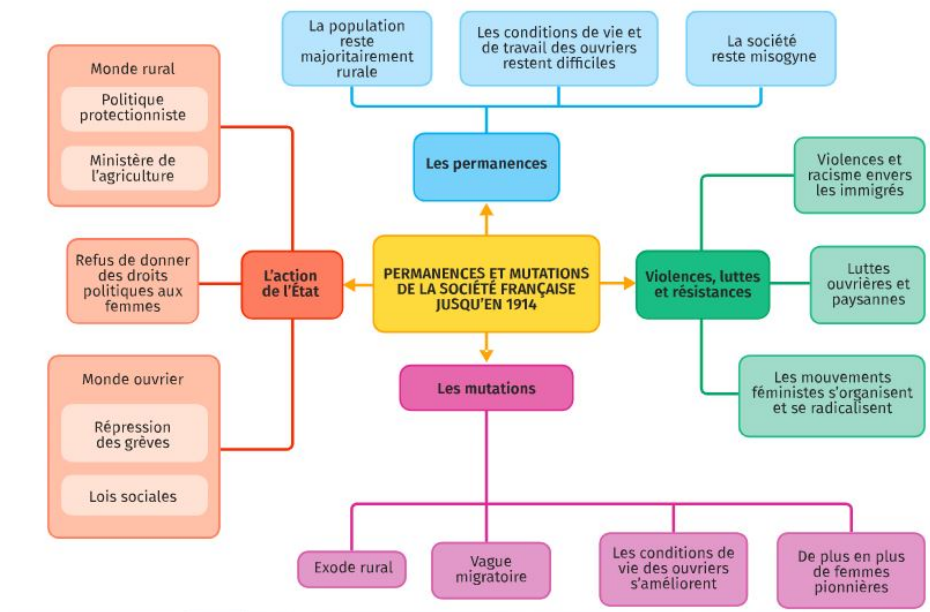 La population
reste
majoritairement
rurale
Les conditions de vie et
de travail des ouvriers
restent difficiles
La société
reste misogyne
Les permanences
Monde rural
Politique
protectionniste
Ministère de
l'agriculture
Refus de donner
des droits
politiques aux
femmes
Monde ouvrier
Répression
des grèves
Lois sociales
L'action
de l'État
PERMANENCES ET MUTATIONS
DE LA SOCIÉTÉ FRANÇAISE
JUSQU'EN 1914
Violences, luttes
et résistances
Violences et
racisme envers
les immigrés
Luttes
ouvrières et
paysannes
Les mouvements
féministes s'organisent
et se radicalisent
Les mutations
Exode rural
Vague
migratoire
Les conditions de
vie des ouvriers
s'améliorent
De plus en plus
de femmes
pionnières